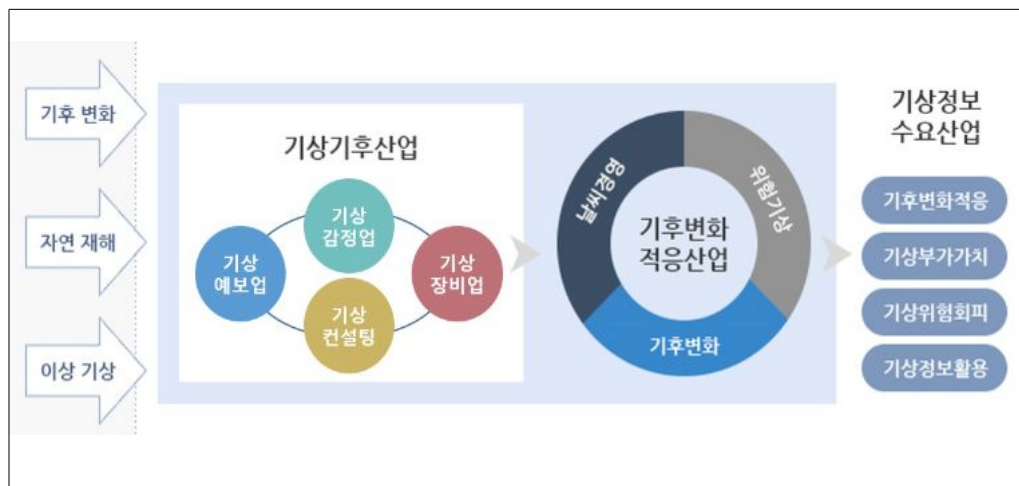 기후 변화
자연 재해
이상 기상
기상기후산업
기상
감정업
기상
예보업
기상
장비업
기상
컨설팅
날씨경영
위험기상
기후변화
적응산업
기후변화
기상정보
수요산업
기후변화적응
기상부가가치
기상위험회피
기상정보활용